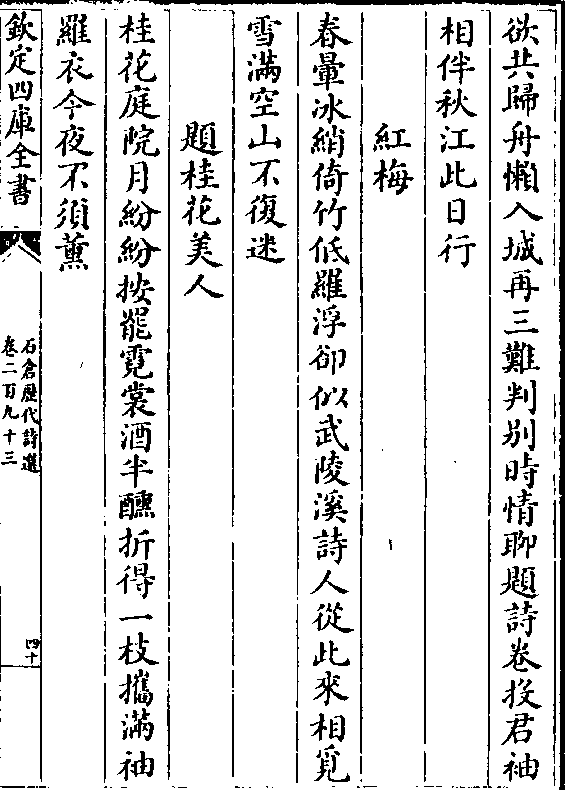 欲共歸舟懶入城再三難判别時情聊題詩卷投君袖
相伴秋江此日行
紅梅
春暈冰綃倚竹低羅浮卻似武陵溪詩人從此來相覓
雪滿空山不復迷
題桂花美人
桂花庭院月紛紛按罷霓裳酒半醺折得一枝攜滿袖
羅衣今夜不須薫
欽定四庫全書
石倉歴代詩選
卷二百九十三
四十